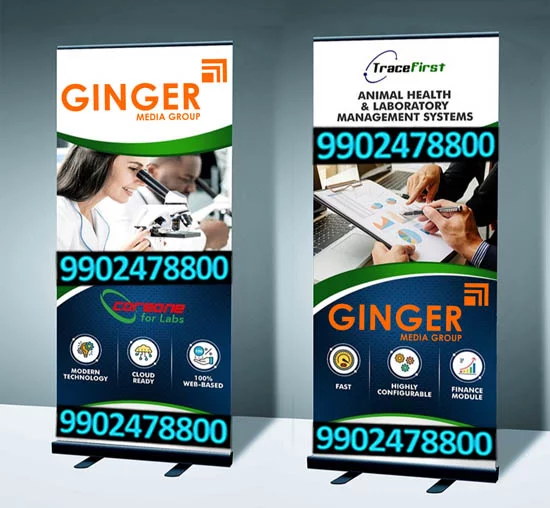 GINGER
MEDIA GROUP
9902478800
corsone
for Labs
MODERN
TECHNOLOGY
CLOUD
READY
100%
WEB-BASED
9902478800
TraceFirst
ANIMAL HEALTH
& LABORATORY
MANAGEMENT SYSTEMS
9902478800
GINGER
MEDIA GROUP
FAST
HIGHLY
CONFIGURABLE
FINANCE
MODULE
9902478800